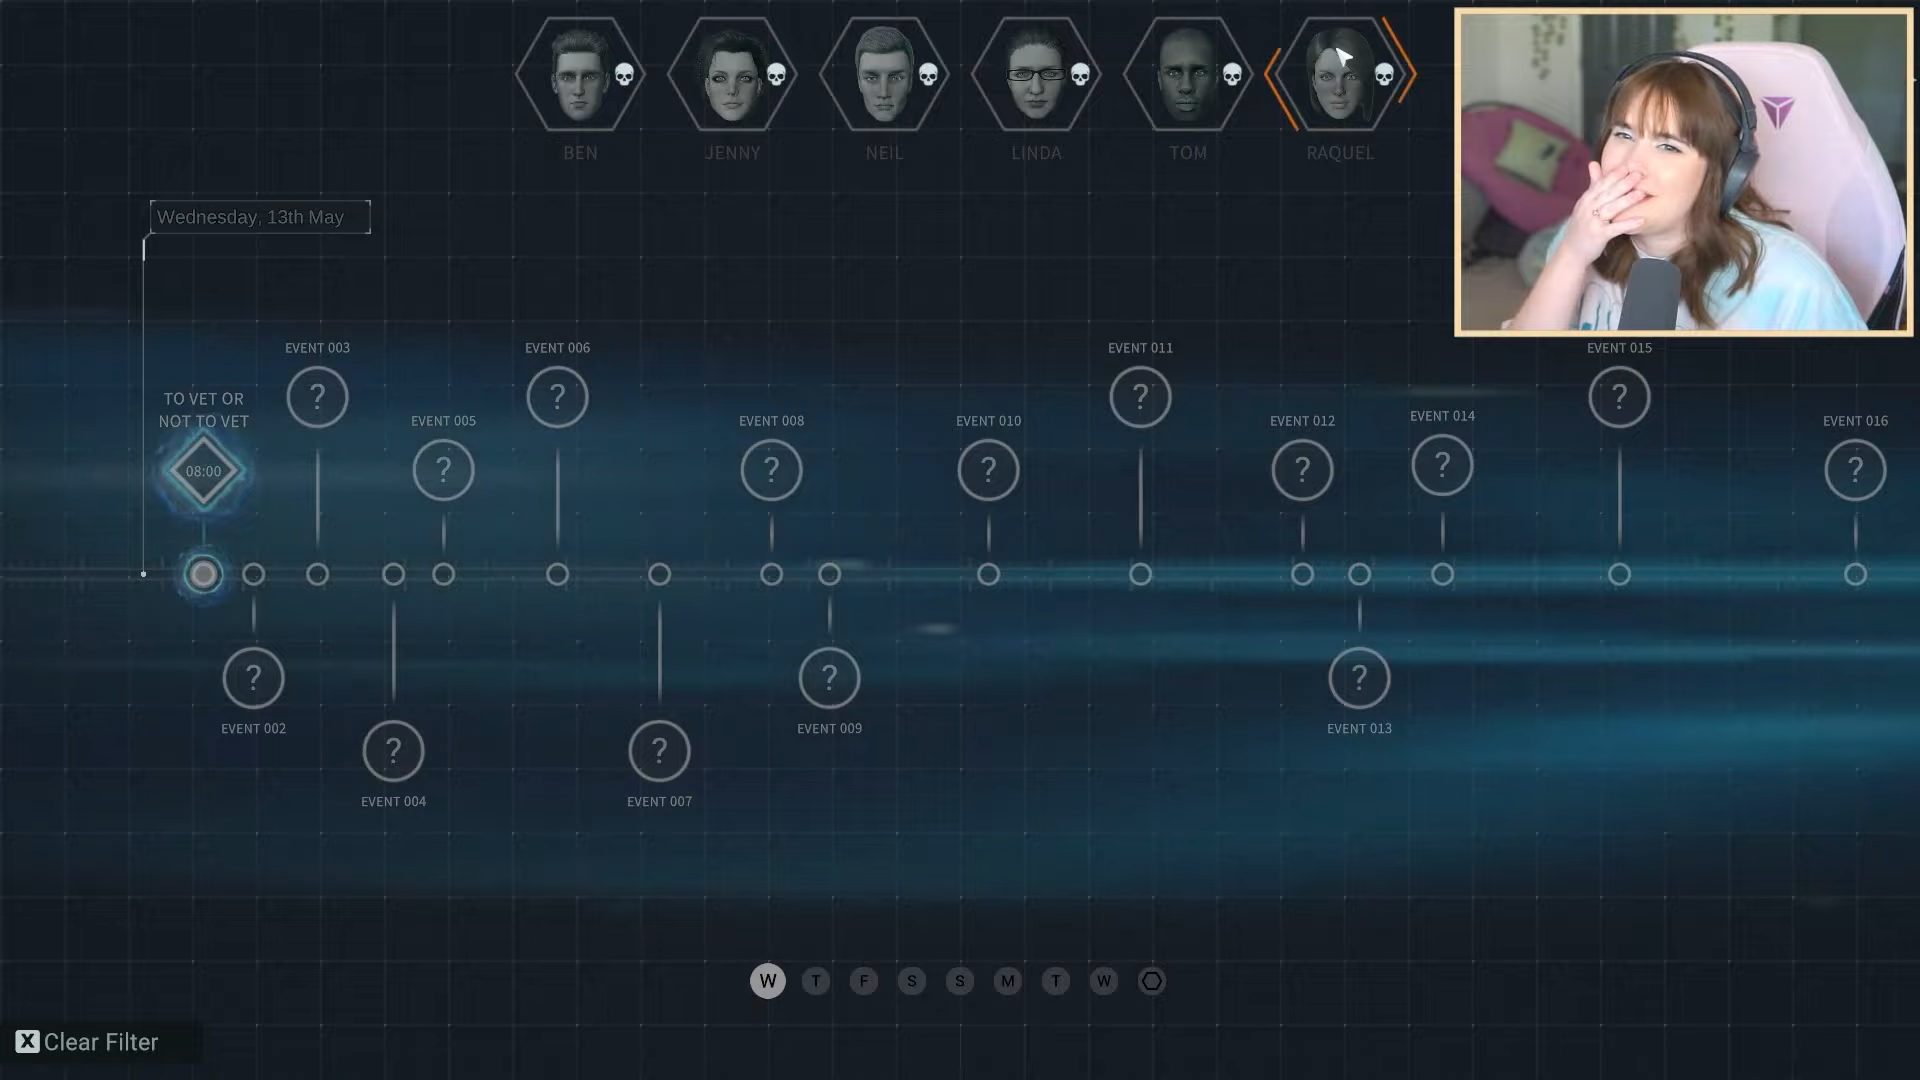 BEN
JENNY
NEIL
LINDA
TOM
RAQUEL
Wednesday, 13th May
EVENT 003
EVENT 006
EVENT 011
EVENT 015
TO VET OR
NOT TO VET
EVENT 005
EVENT 008
EVENT 010
EVENT 012
EVENT 014
EVENT 016
?
?
?
?
08:00
?
?
?
?
?
?
?
?
?
EVENT 002
EVENT 009
EVENT 013
?
?
EVENT 004
EVENT 007
W T F S S M T W
X Clear Filter